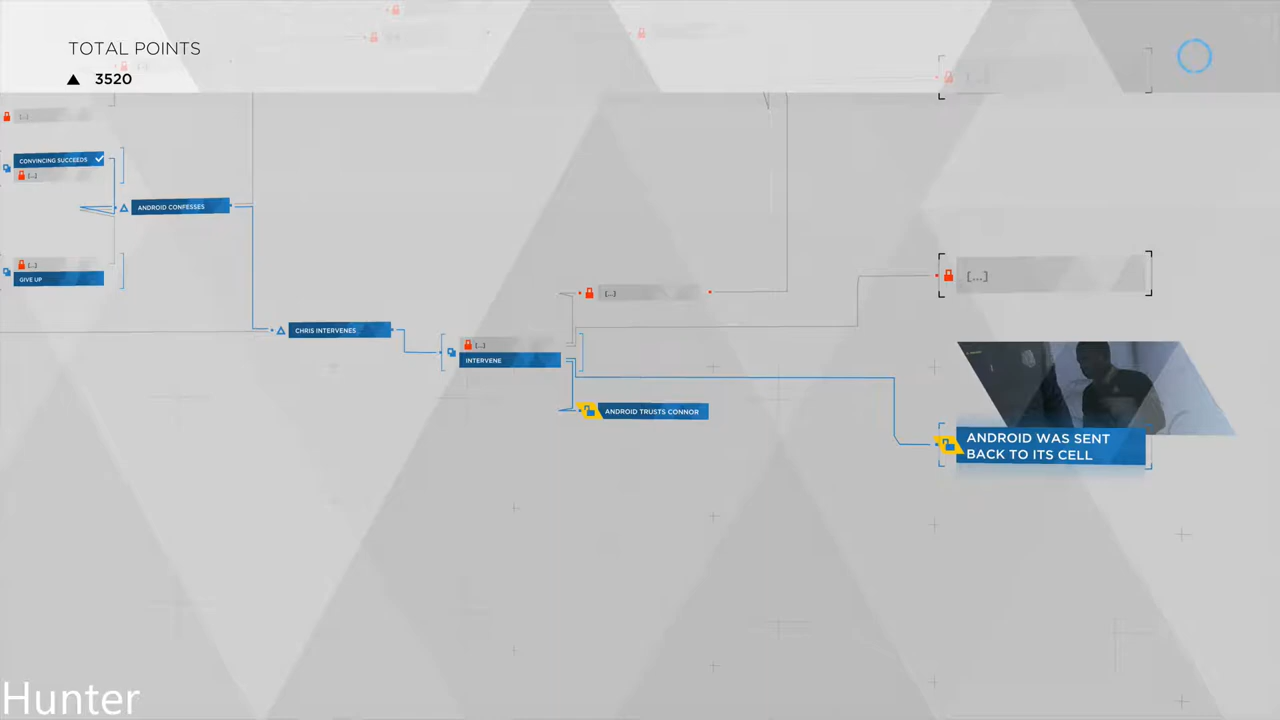 TOTAL POINTS
3520
[...]
[...]
CONVINCING SUCCEEDS
[...]
ANDROID CONFESSES
[...]
GIVE UP
[...]
[...]
CHRIS INTERVENES
[...]
INTERVENE
ANDROID TRUSTS CONNOR
ANDROID WAS SENT
BACK TO ITS CELL
Hunter